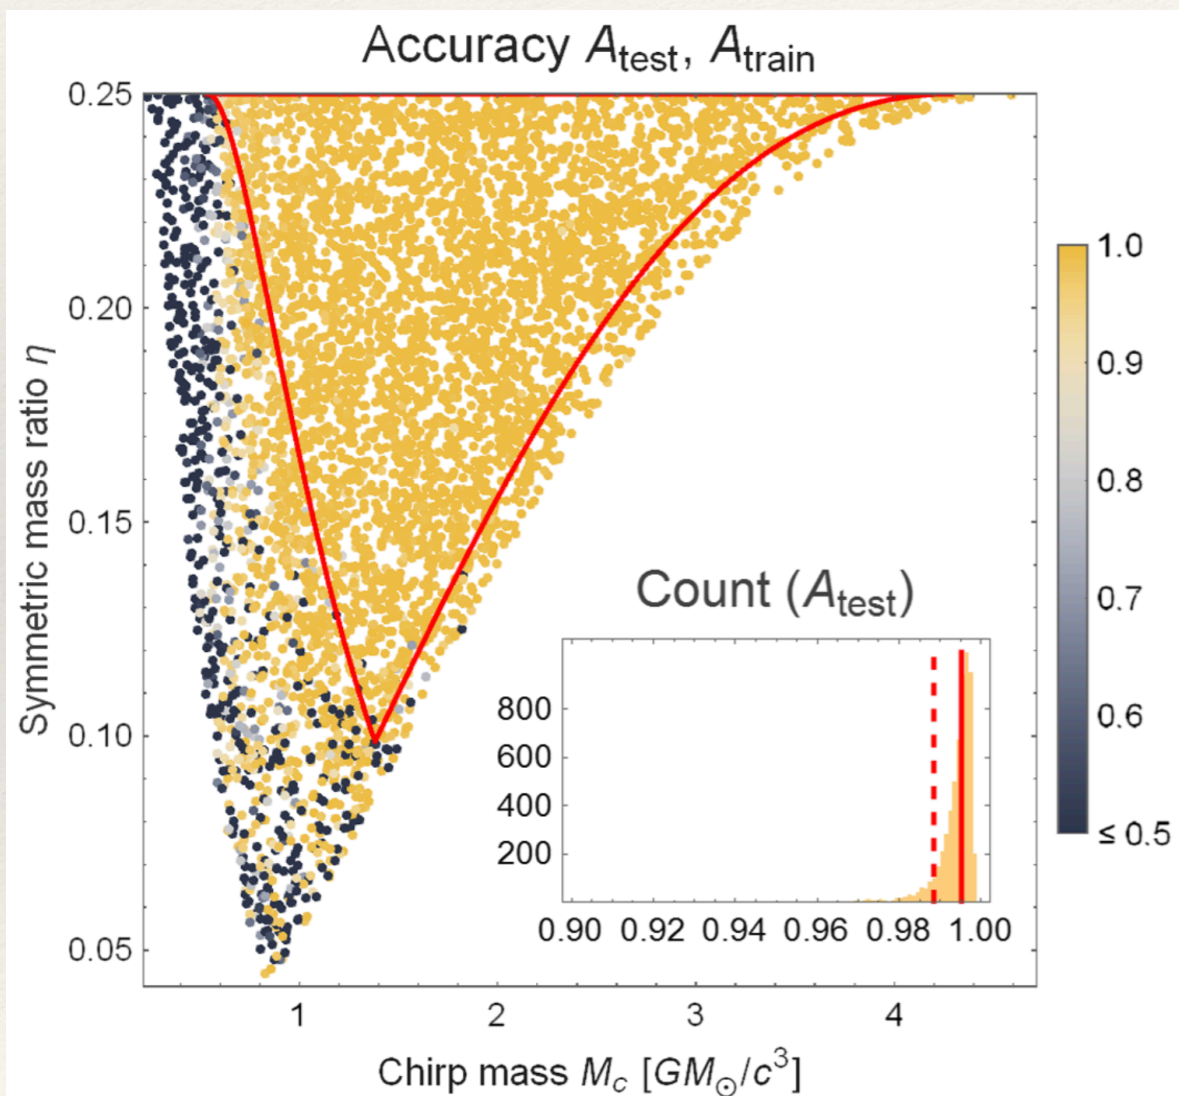 Accuracy A_test, A_train
0.25
0.20
0.15
0.10
0.05
Symmetric mass ratio η
1 2 3 4
Chirp mass M_c [GM_⊙/c³]
Count (A_test)
800
600
400
200
0.90 0.92 0.94 0.96 0.98 1.00
1.0
0.9
0.8
0.7
0.6
≤ 0.5